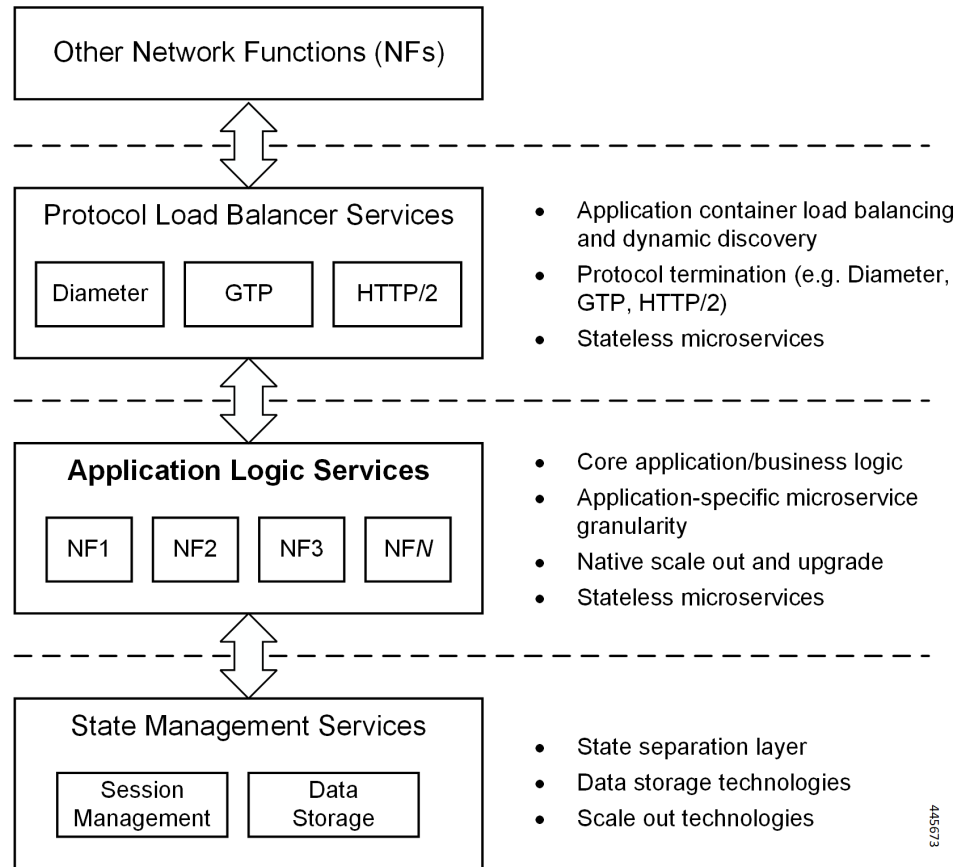 Other Network Functions (NFs)
Protocol Load Balancer Services
Diameter
GTP
HTTP/2
• Application container load balancing
and dynamic discovery
• Protocol termination (e.g. Diameter,
GTP, HTTP/2)
• Stateless microservices
Application Logic Services
NF1
NF2
NF3
NFN
• Core application/business logic
• Application-specific microservice
granularity
• Native scale out and upgrade
• Stateless microservices
State Management Services
Session
Management
Data
Storage
• State separation layer
• Data storage technologies
• Scale out technologies
445673